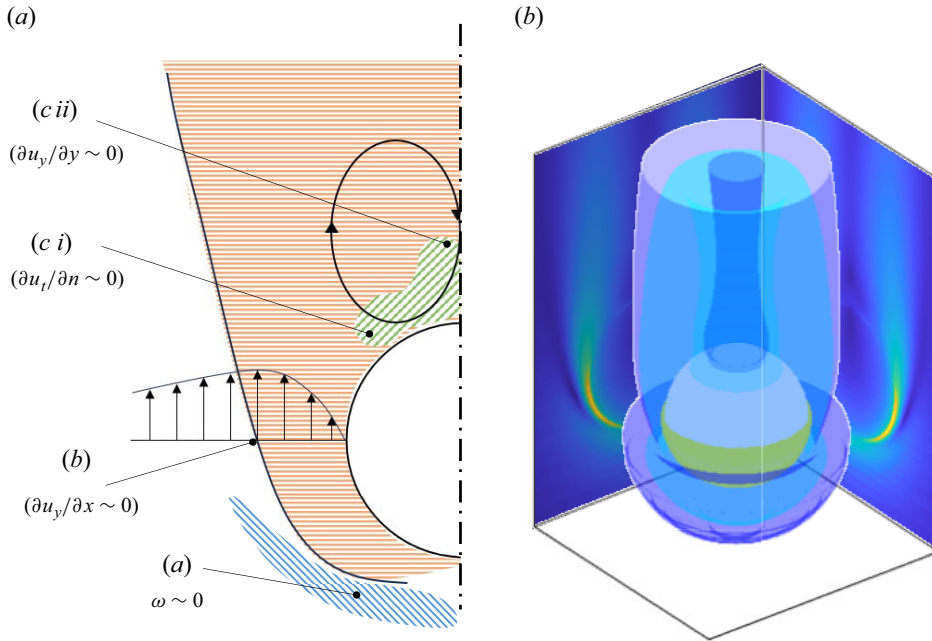 (a)
(b)
(c ii)
(∂u_y/∂y ∼ 0)
(c i)
(∂u_t/∂n ∼ 0)
(b)
(∂u_y/∂x ∼ 0)
(a)
ω ∼ 0